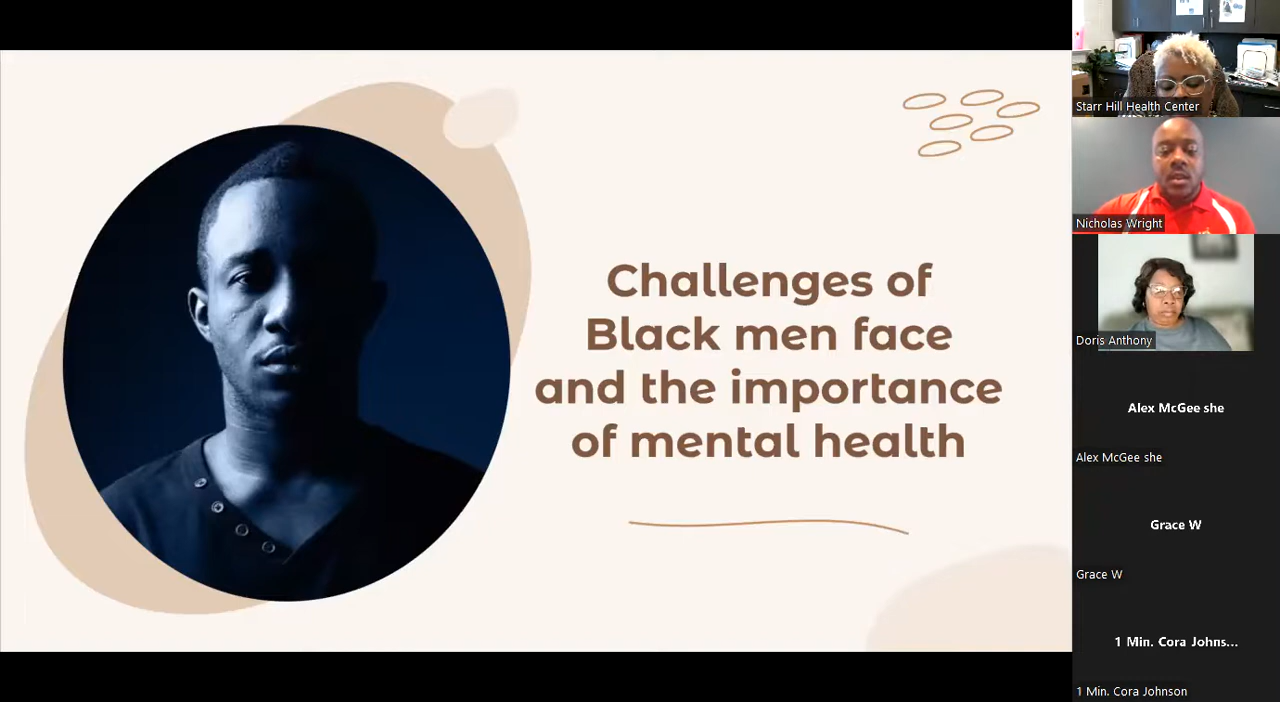 Challenges of
Black men face
and the importance
of mental health
Starr Hill Health Center
Nicholas Wright
Doris Anthony
Alex McGee she
Alex McGee she
Grace W
Grace W
1 Min. Cora Johns...
1 Min. Cora Johnson